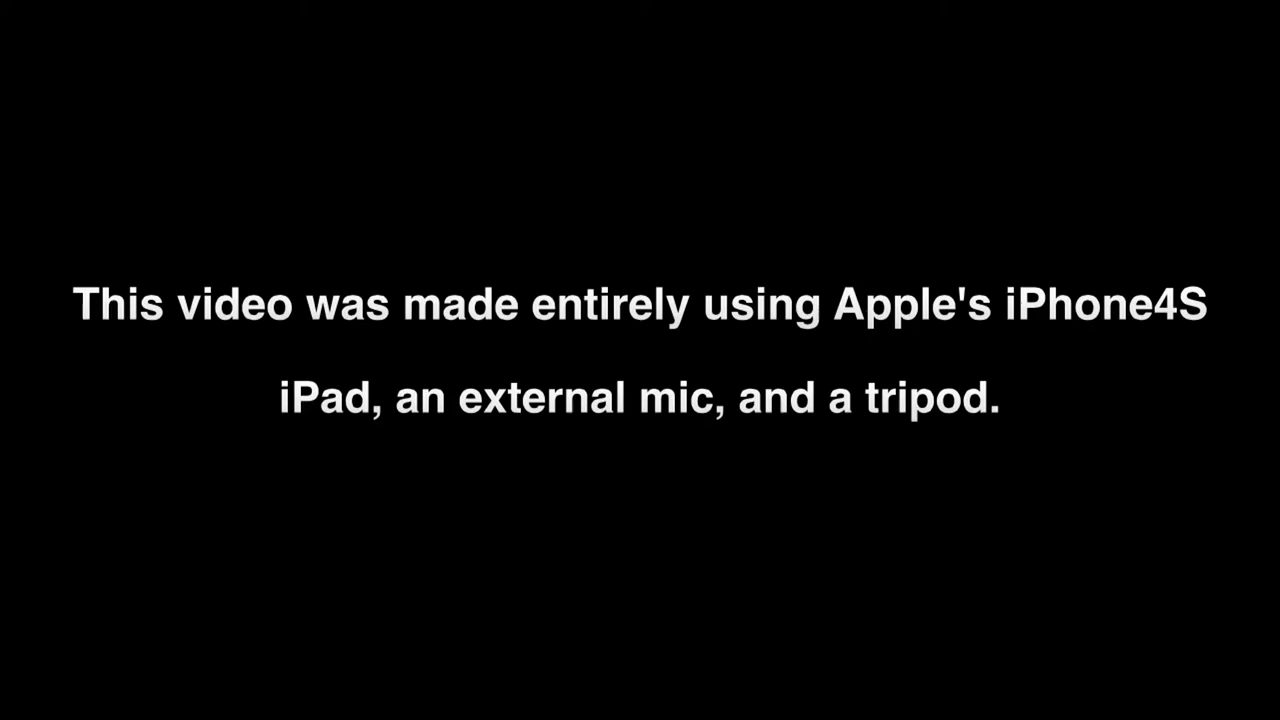 This video was made entirely using Apple's iPhone4S
iPad, an external mic, and a tripod.